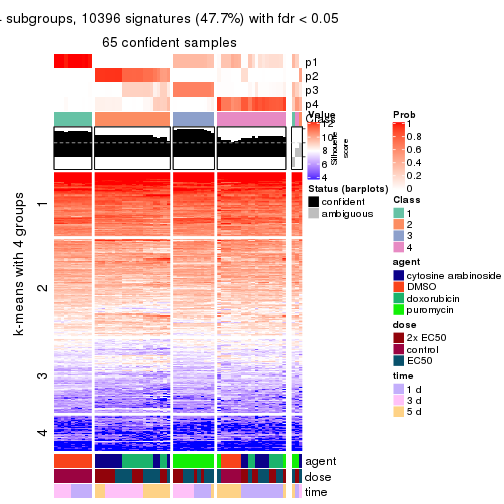 subgroups, 10396 signatures (47.7%) with fdr < 0.05
65 confident samples
p1
p2
p3
p4
Class
Silhouette
score
k-means with 4 groups
1
2
3
4
agent
dose
time
Value
12
10
8
6
4
Status (barplots)
confident
ambiguous
Prob
1
0.8
0.6
0.4
0.2
0
Class
1
2
3
4
agent
cytosine arabinoside
DMSO
doxorubicin
puromycin
dose
2x EC50
control
EC50
time
1 d
3 d
5 d